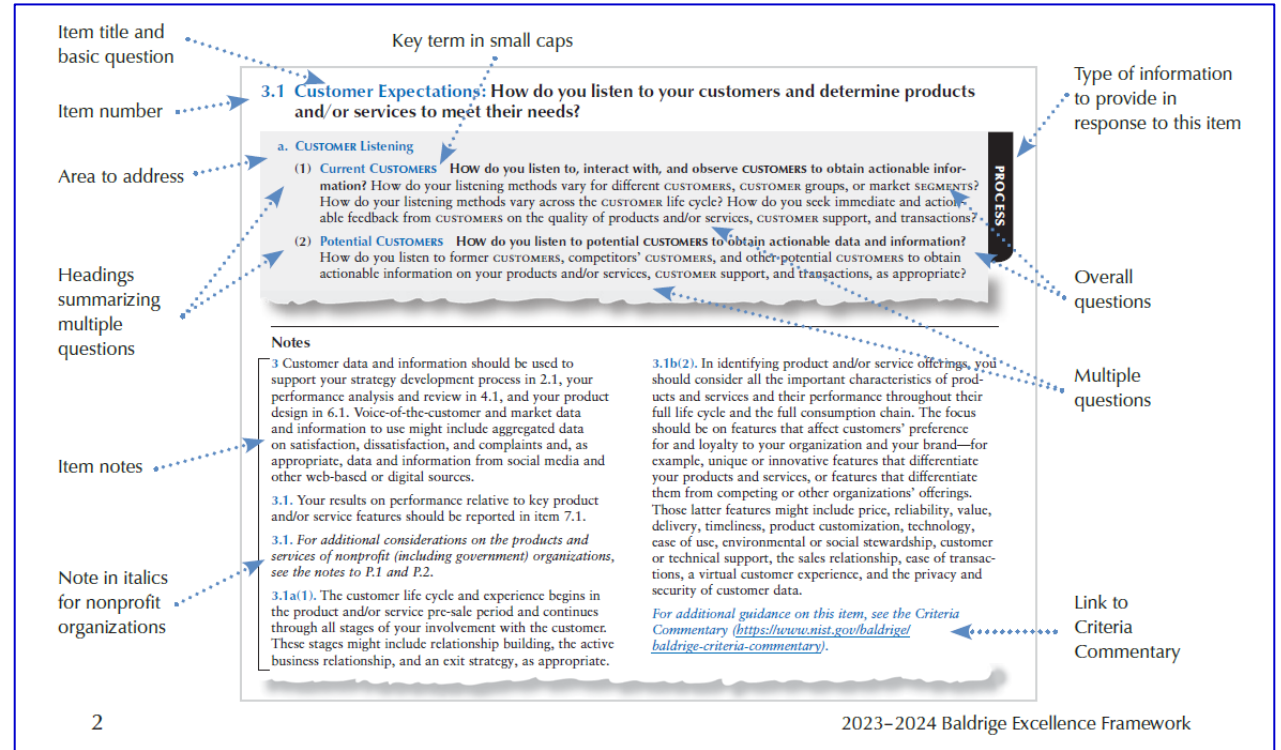 Item title and
basic question
Key term in small caps
Item number
Area to address
Headings
summarizing
multiple
questions
Item notes
Note in italics
for nonprofit
organizations
3.1 Customer Expectations: How do you listen to your customers and determine products
and/or services to meet their needs?
a. CUSTOMER Listening
(1) Current CUSTOMERS HOW do you listen to, interact with, and observe CUSTOMERS to obtain actionable infor-
mation? How do your listening methods vary for different CUSTOMERS, CUSTOMER groups, or market SEGMENTS?
How do your listening methods vary across the CUSTOMER life cycle? How do you seek immediate and action-
able feedback from CUSTOMERS on the quality of products and/or services, CUSTOMER support, and transactions?
(2) Potential CUSTOMERS HOW do you listen to potential CUSTOMERS to obtain actionable data and information?
How do you listen to former CUSTOMERS, competitors' CUSTOMERS, and other potential CUSTOMERS to obtain
actionable information on your products and/or services, CUSTOMER support, and transactions, as appropriate?
PROCESS
Type of information
to provide in
response to this item
Overall
questions
Multiple
questions
Link to
Criteria
Commentary
Notes
3 Customer data and information should be used to
support your strategy development process in 2.1, your
performance analysis and review in 4.1, and your product
design in 6.1. Voice-of-the-customer and market data
and information to use might include aggregated data
on satisfaction, dissatisfaction, and complaints and, as
appropriate, data and information from social media and
other web-based or digital sources.
3.1. Your results on performance relative to key product
and/or service features should be reported in item 7.1.
3.1. For additional considerations on the products and
services of nonprofit (including government) organizations,
see the notes to P.1 and P.2.
3.1a(1). The customer life cycle and experience begins in
the product and/or service pre-sale period and continues
through all stages of your involvement with the customer.
These stages might include relationship building, the active
business relationship, and an exit strategy, as appropriate.
3.1b(2). In identifying product and/or service offerings, you
should consider all the important characteristics of prod-
ucts and services and their performance throughout their
full life cycle and the full consumption chain. The focus
should be on features that affect customers' preference
for and loyalty to your organization and your brand—for
example, unique or innovative features that differentiate
your products and services, or features that differentiate
them from competing or other organizations' offerings.
Those latter features might include price, reliability, value,
delivery, timeliness, product customization, technology,
ease of use, environmental or social stewardship, customer
or technical support, the sales relationship, ease of transac-
tions, a virtual customer experience, and the privacy and
security of customer data.
For additional guidance on this item, see the Criteria
Commentary (https://www.nist.gov/baldrige/
baldrige-criteria-commentary).
2
2023–2024 Baldrige Excellence Framework